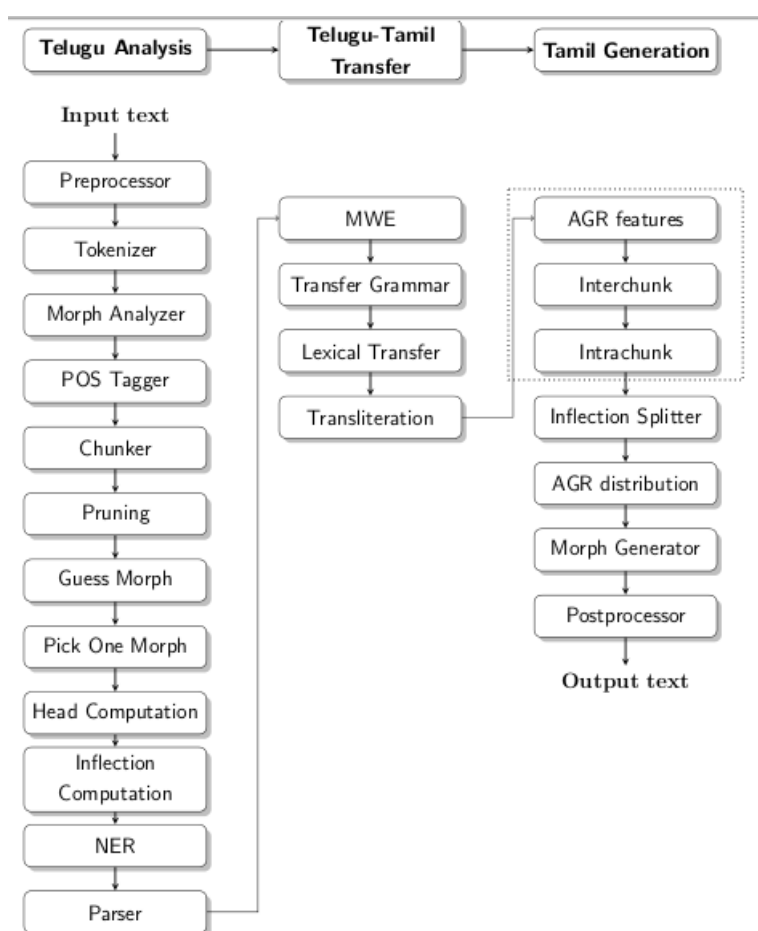 Telugu Analysis
Telugu-Tamil
Transfer
Tamil Generation
Input text
Preprocessor
Tokenizer
Morph Analyzer
POS Tagger
Chunker
Pruning
Guess Morph
Pick One Morph
Head Computation
Inflection
Computation
NER
Parser
MWE
Transfer Grammar
Lexical Transfer
Transliteration
AGR features
Interchunk
Intrachunk
Inflection Splitter
AGR distribution
Morph Generator
Postprocessor
Output text